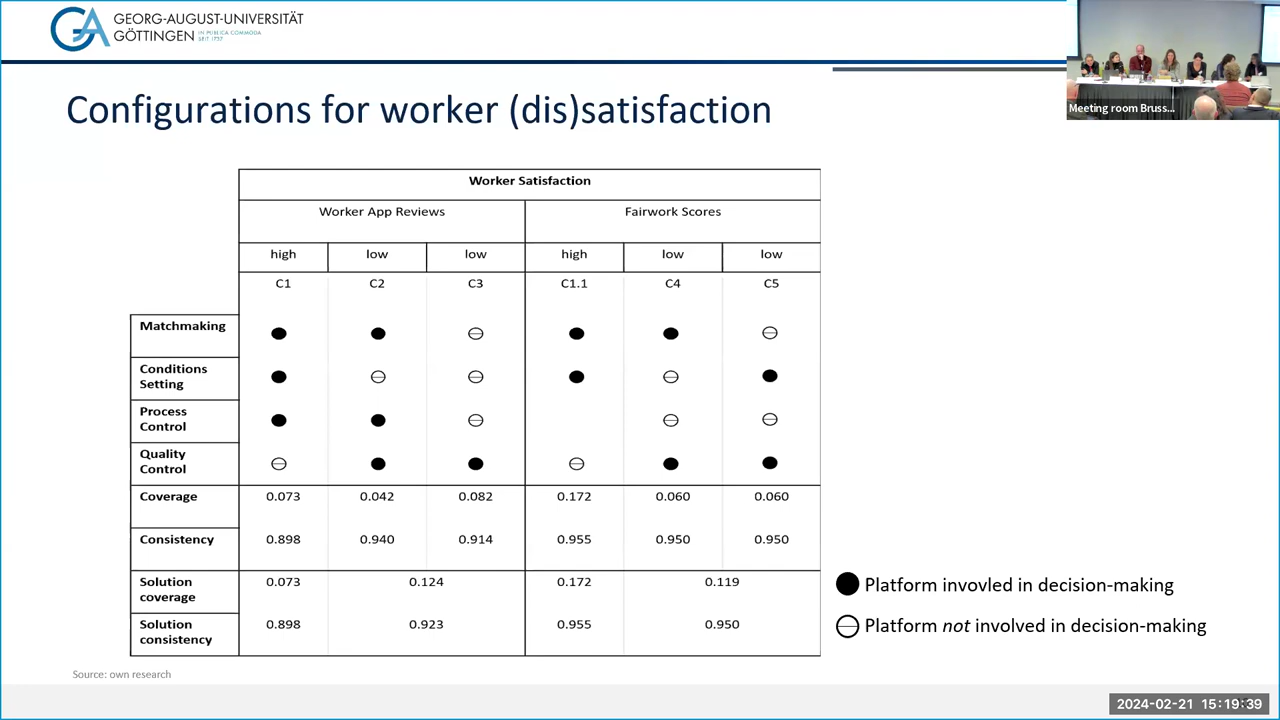 GEORG-AUGUST-UNIVERSITÄT
GÖTTINGEN IN PUBLICA COMMODA
SEIT 1737
Meeting room Bruss...
Configurations for worker (dis)satisfaction
Worker Satisfaction
Worker App Reviews Fairwork Scores
high low low high low low
C1 C2 C3 C1.1 C4 C5
Matchmaking
Conditions
Setting
Process
Control
Quality
Control
Coverage 0.073 0.042 0.082 0.172 0.060 0.060
Consistency 0.898 0.940 0.914 0.955 0.950 0.950
Solution
coverage 0.073 0.124 0.172 0.119
Solution
consistency 0.898 0.923 0.955 0.950
Platform invovled in decision-making
Platform not involved in decision-making
Source: own research
2024-02-21 15:19:39